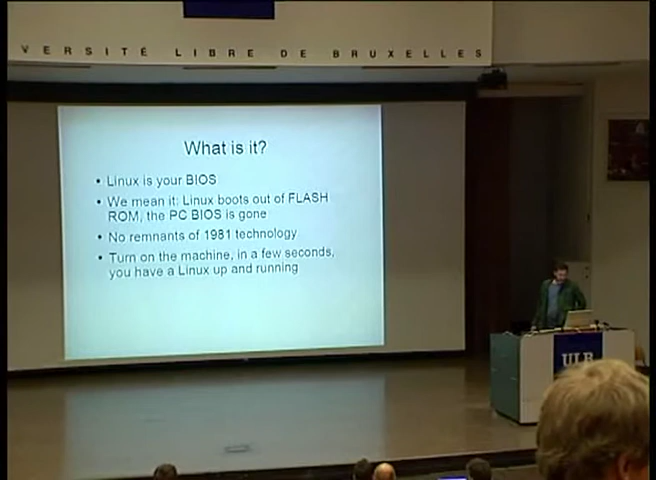 VERSITÉ LIBRE DE BRUXELLES
What is it?
• Linux is your BIOS
• We mean it: Linux boots out of FLASH
ROM, the PC BIOS is gone
• No remnants of 1981 technology
• Turn on the machine, in a few seconds,
you have a Linux up and running
ULB